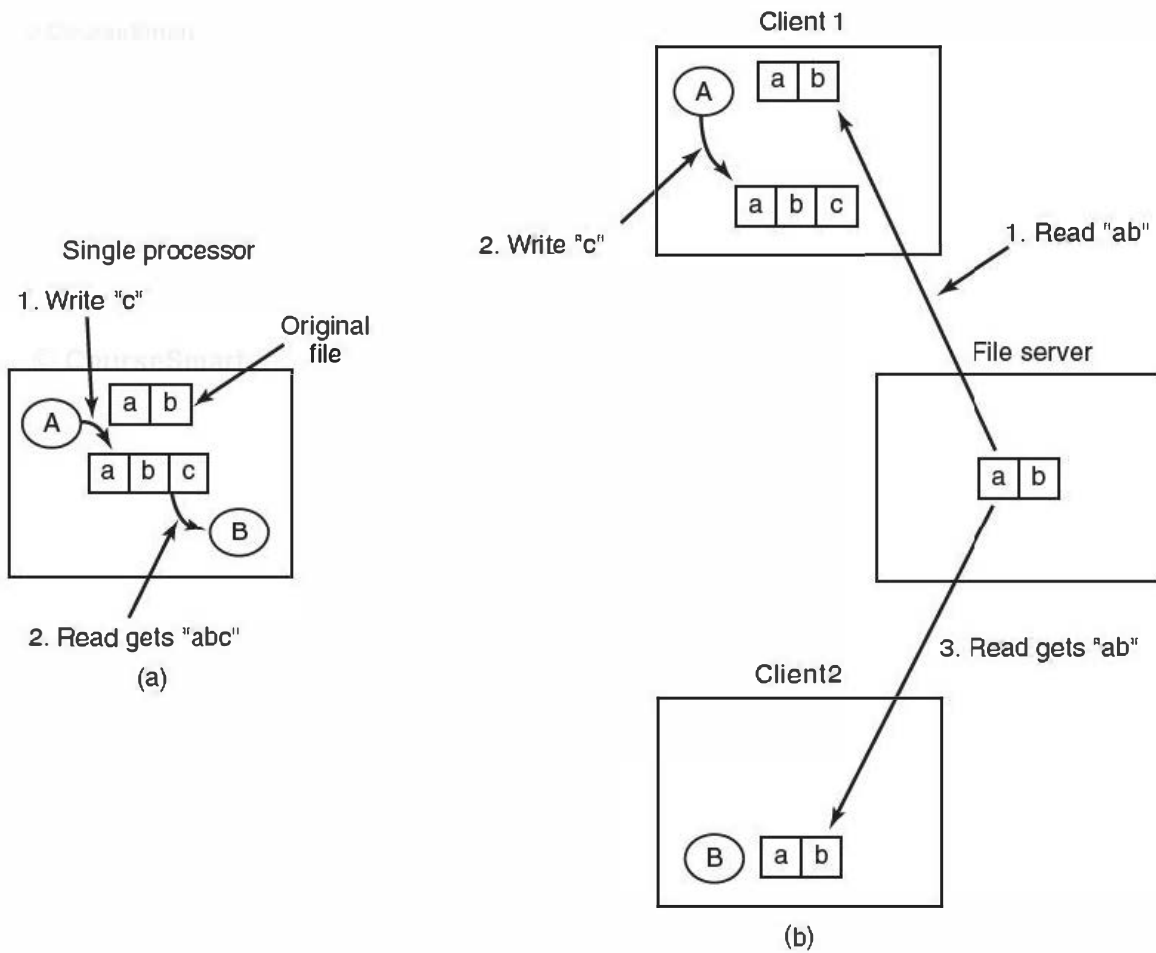 Single processor
1. Write "c"
Original
file
A
a b
a b c
B
2. Read gets "abc"
(a)
Client 1
A
a b
a b c
2. Write "c"
1. Read "ab"
File server
a b
3. Read gets "ab"
Client2
B
a b
(b)